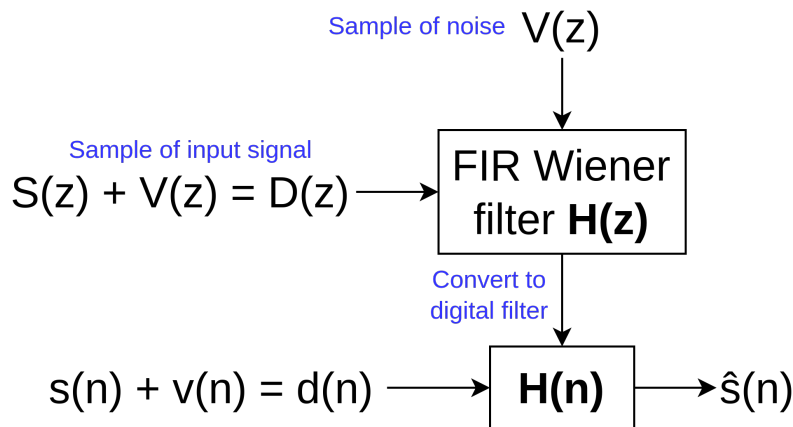 Sample of noise V(z)
Sample of input signal
S(z) + V(z) = D(z)
FIR Wiener
filter H(z)
Convert to
digital filter
s(n) + v(n) = d(n)
H(n)
ŝ(n)